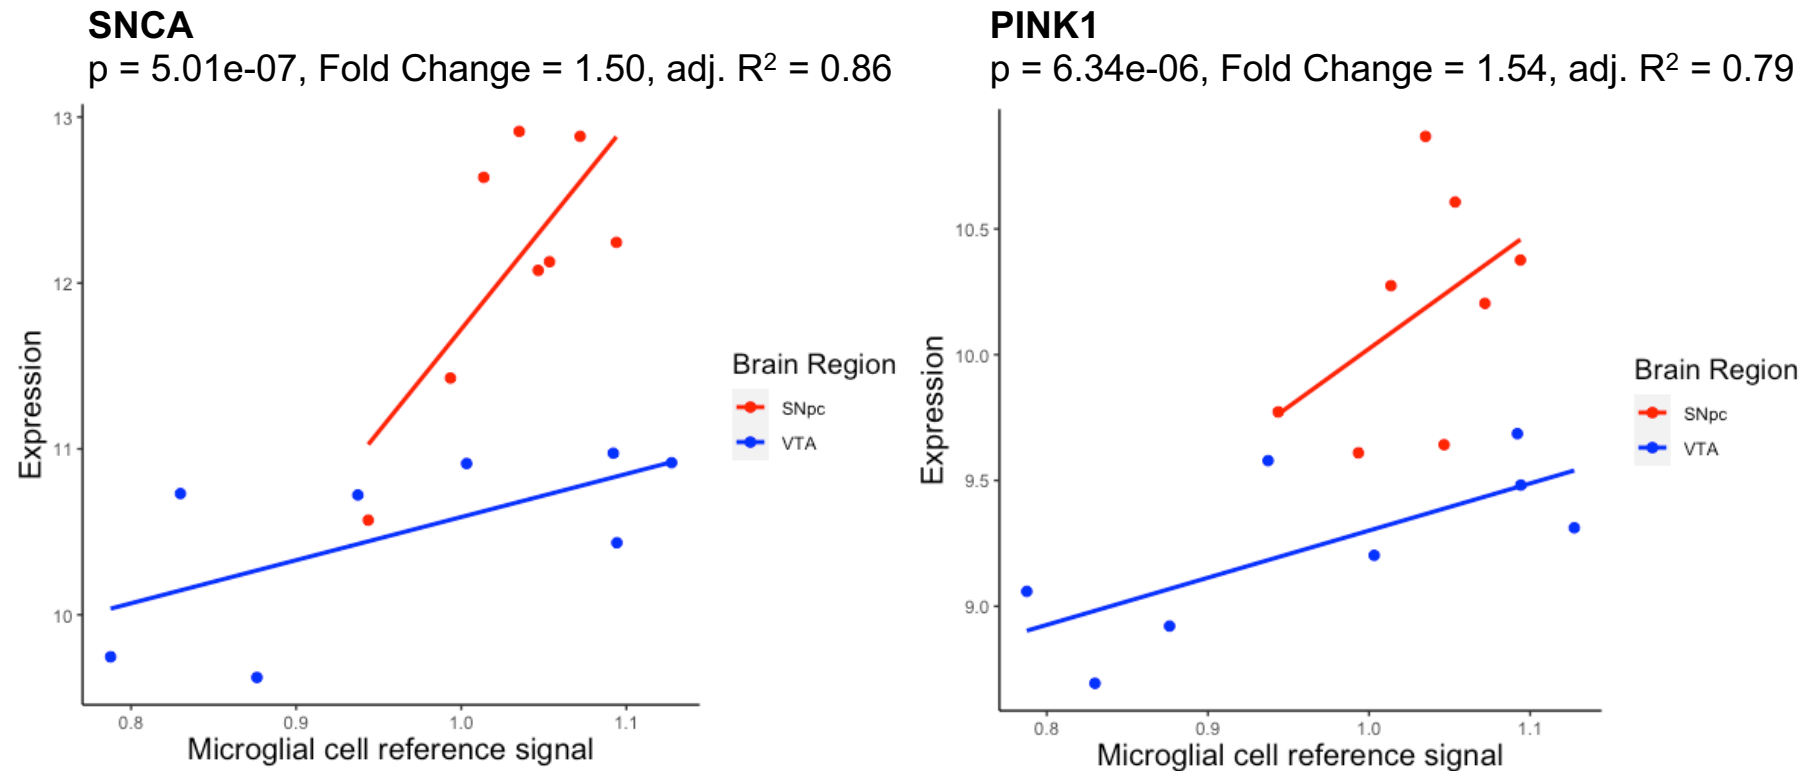 SNCA
p = 5.01e-07, Fold Change = 1.50, adj. R² = 0.86
13
12
11
10
Expression
0.8 0.9 1.0 1.1
Microglial cell reference signal
Brain Region
SNpc
VTA
PINK1
p = 6.34e-06, Fold Change = 1.54, adj. R² = 0.79
10.5
10.0
9.5
9.0
Expression
0.8 0.9 1.0 1.1
Microglial cell reference signal
Brain Region
SNpc
VTA